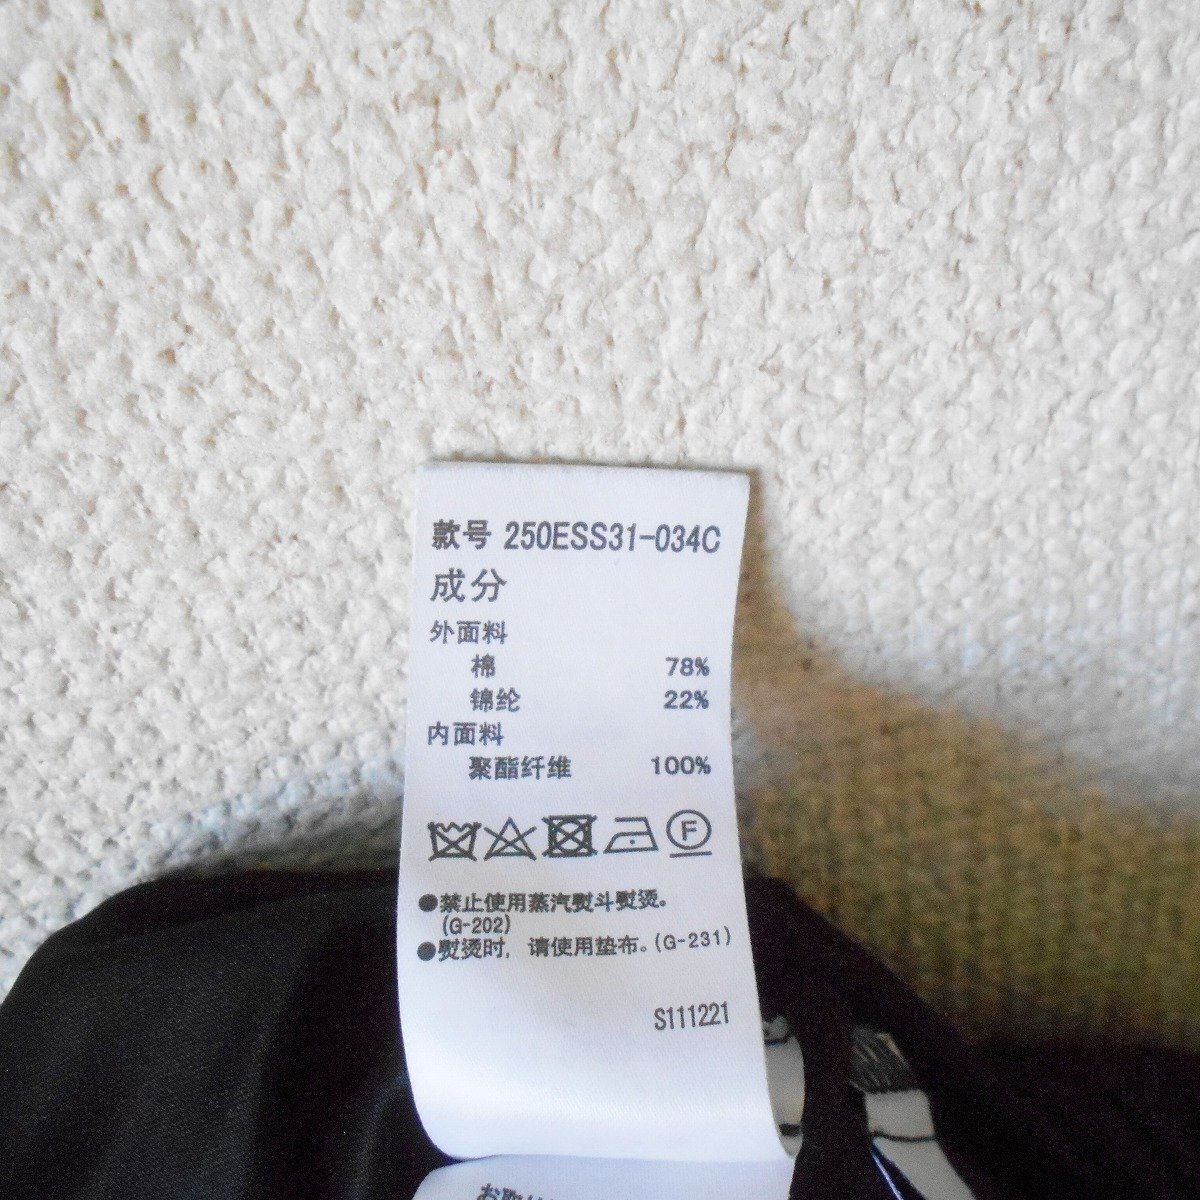 款号 250ESS31-034C
成分
外面料
棉 78%
锦纶 22%
内面料
聚酯纤维 100%
F
●禁止使用蒸汽熨斗熨烫。
(G-202)
●熨烫时，请使用垫布。(G-231)
S111221
お取